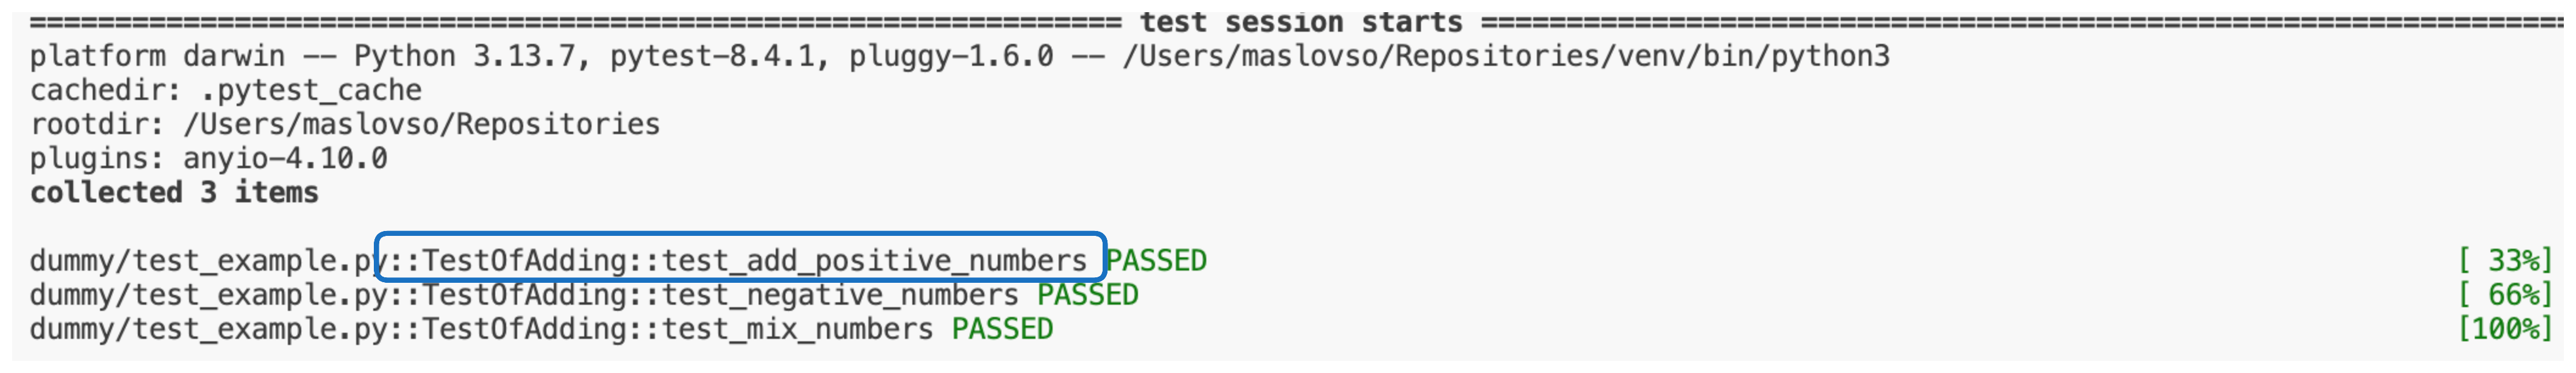 ================================================================ test session starts ================================================================
platform darwin -- Python 3.13.7, pytest-8.4.1, pluggy-1.6.0 -- /Users/maslovso/Repositories/venv/bin/python3
cachedir: .pytest_cache
rootdir: /Users/maslovso/Repositories
plugins: anyio-4.10.0
collected 3 items
dummy/test_example.py::TestOfAdding::test_add_positive_numbers PASSED [ 33%]
dummy/test_example.py::TestOfAdding::test_negative_numbers PASSED [ 66%]
dummy/test_example.py::TestOfAdding::test_mix_numbers PASSED [100%]